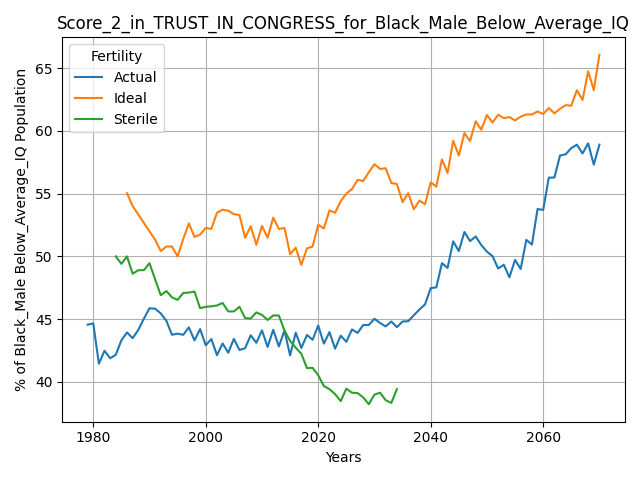 Score_2_in_TRUST_IN_CONGRESS_for_Black_Male_Below_Average_IQ
% of Black_Male Below_Average_IQ Population
65
60
55
50
45
40
Fertility
Actual
Ideal
Sterile
1980
2000
2020
2040
2060
Years